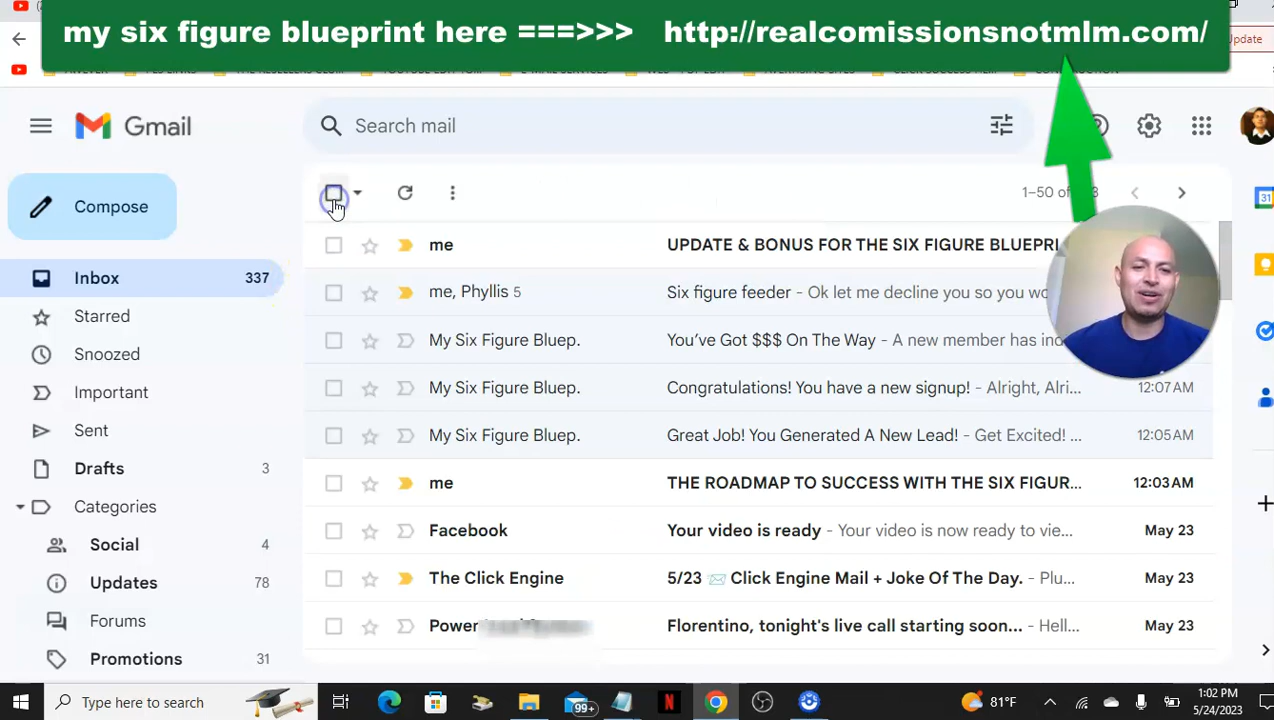 my six figure blueprint here ===>>> http://realcomissionsnotmlm.com/
Update
Gmail
Search mail
Compose
1–50 of
Inbox 337
Starred
Snoozed
Important
Sent
Drafts 3
Categories
Social 4
Updates 78
Forums
Promotions 31
me UPDATE & BONUS FOR THE SIX FIGURE BLUEPRI
me, Phyllis 5 Six figure feeder - Ok let me decline you so you wo
My Six Figure Bluep. You've Got $$$ On The Way - A new member has in
My Six Figure Bluep. Congratulations! You have a new signup! - Alright, Alri... 12:07 AM
My Six Figure Bluep. Great Job! You Generated A New Lead! - Get Excited! ... 12:05 AM
me THE ROADMAP TO SUCCESS WITH THE SIX FIGUR... 12:03 AM
Facebook Your video is ready - Your video is now ready to vie... May 23
The Click Engine 5/23 📨 Click Engine Mail + Joke Of The Day. - Plu... May 23
Power Florentino, tonight's live call starting soon... - Hell... May 23
31
Type here to search
99+
81°F
1:02 PM
5/24/2023